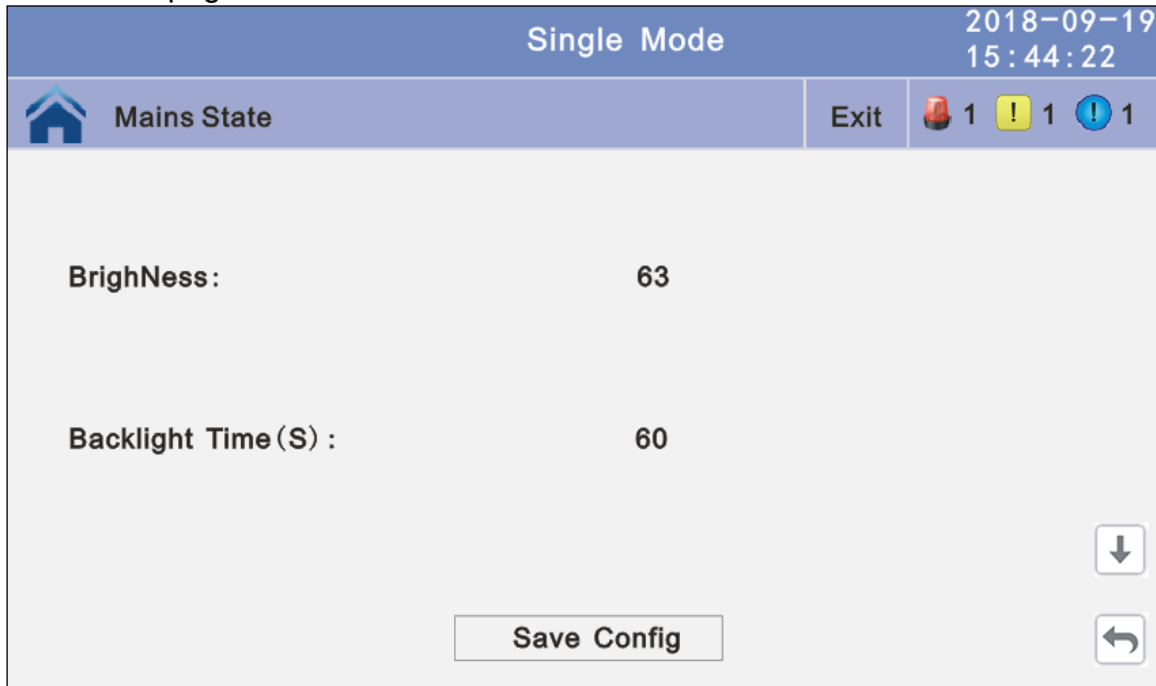 Single Mode
2018-09-19
15:44:22
Mains State
Exit
1
! 1
! 1
BrighNess:
63
Backlight Time(S):
60
Save Config